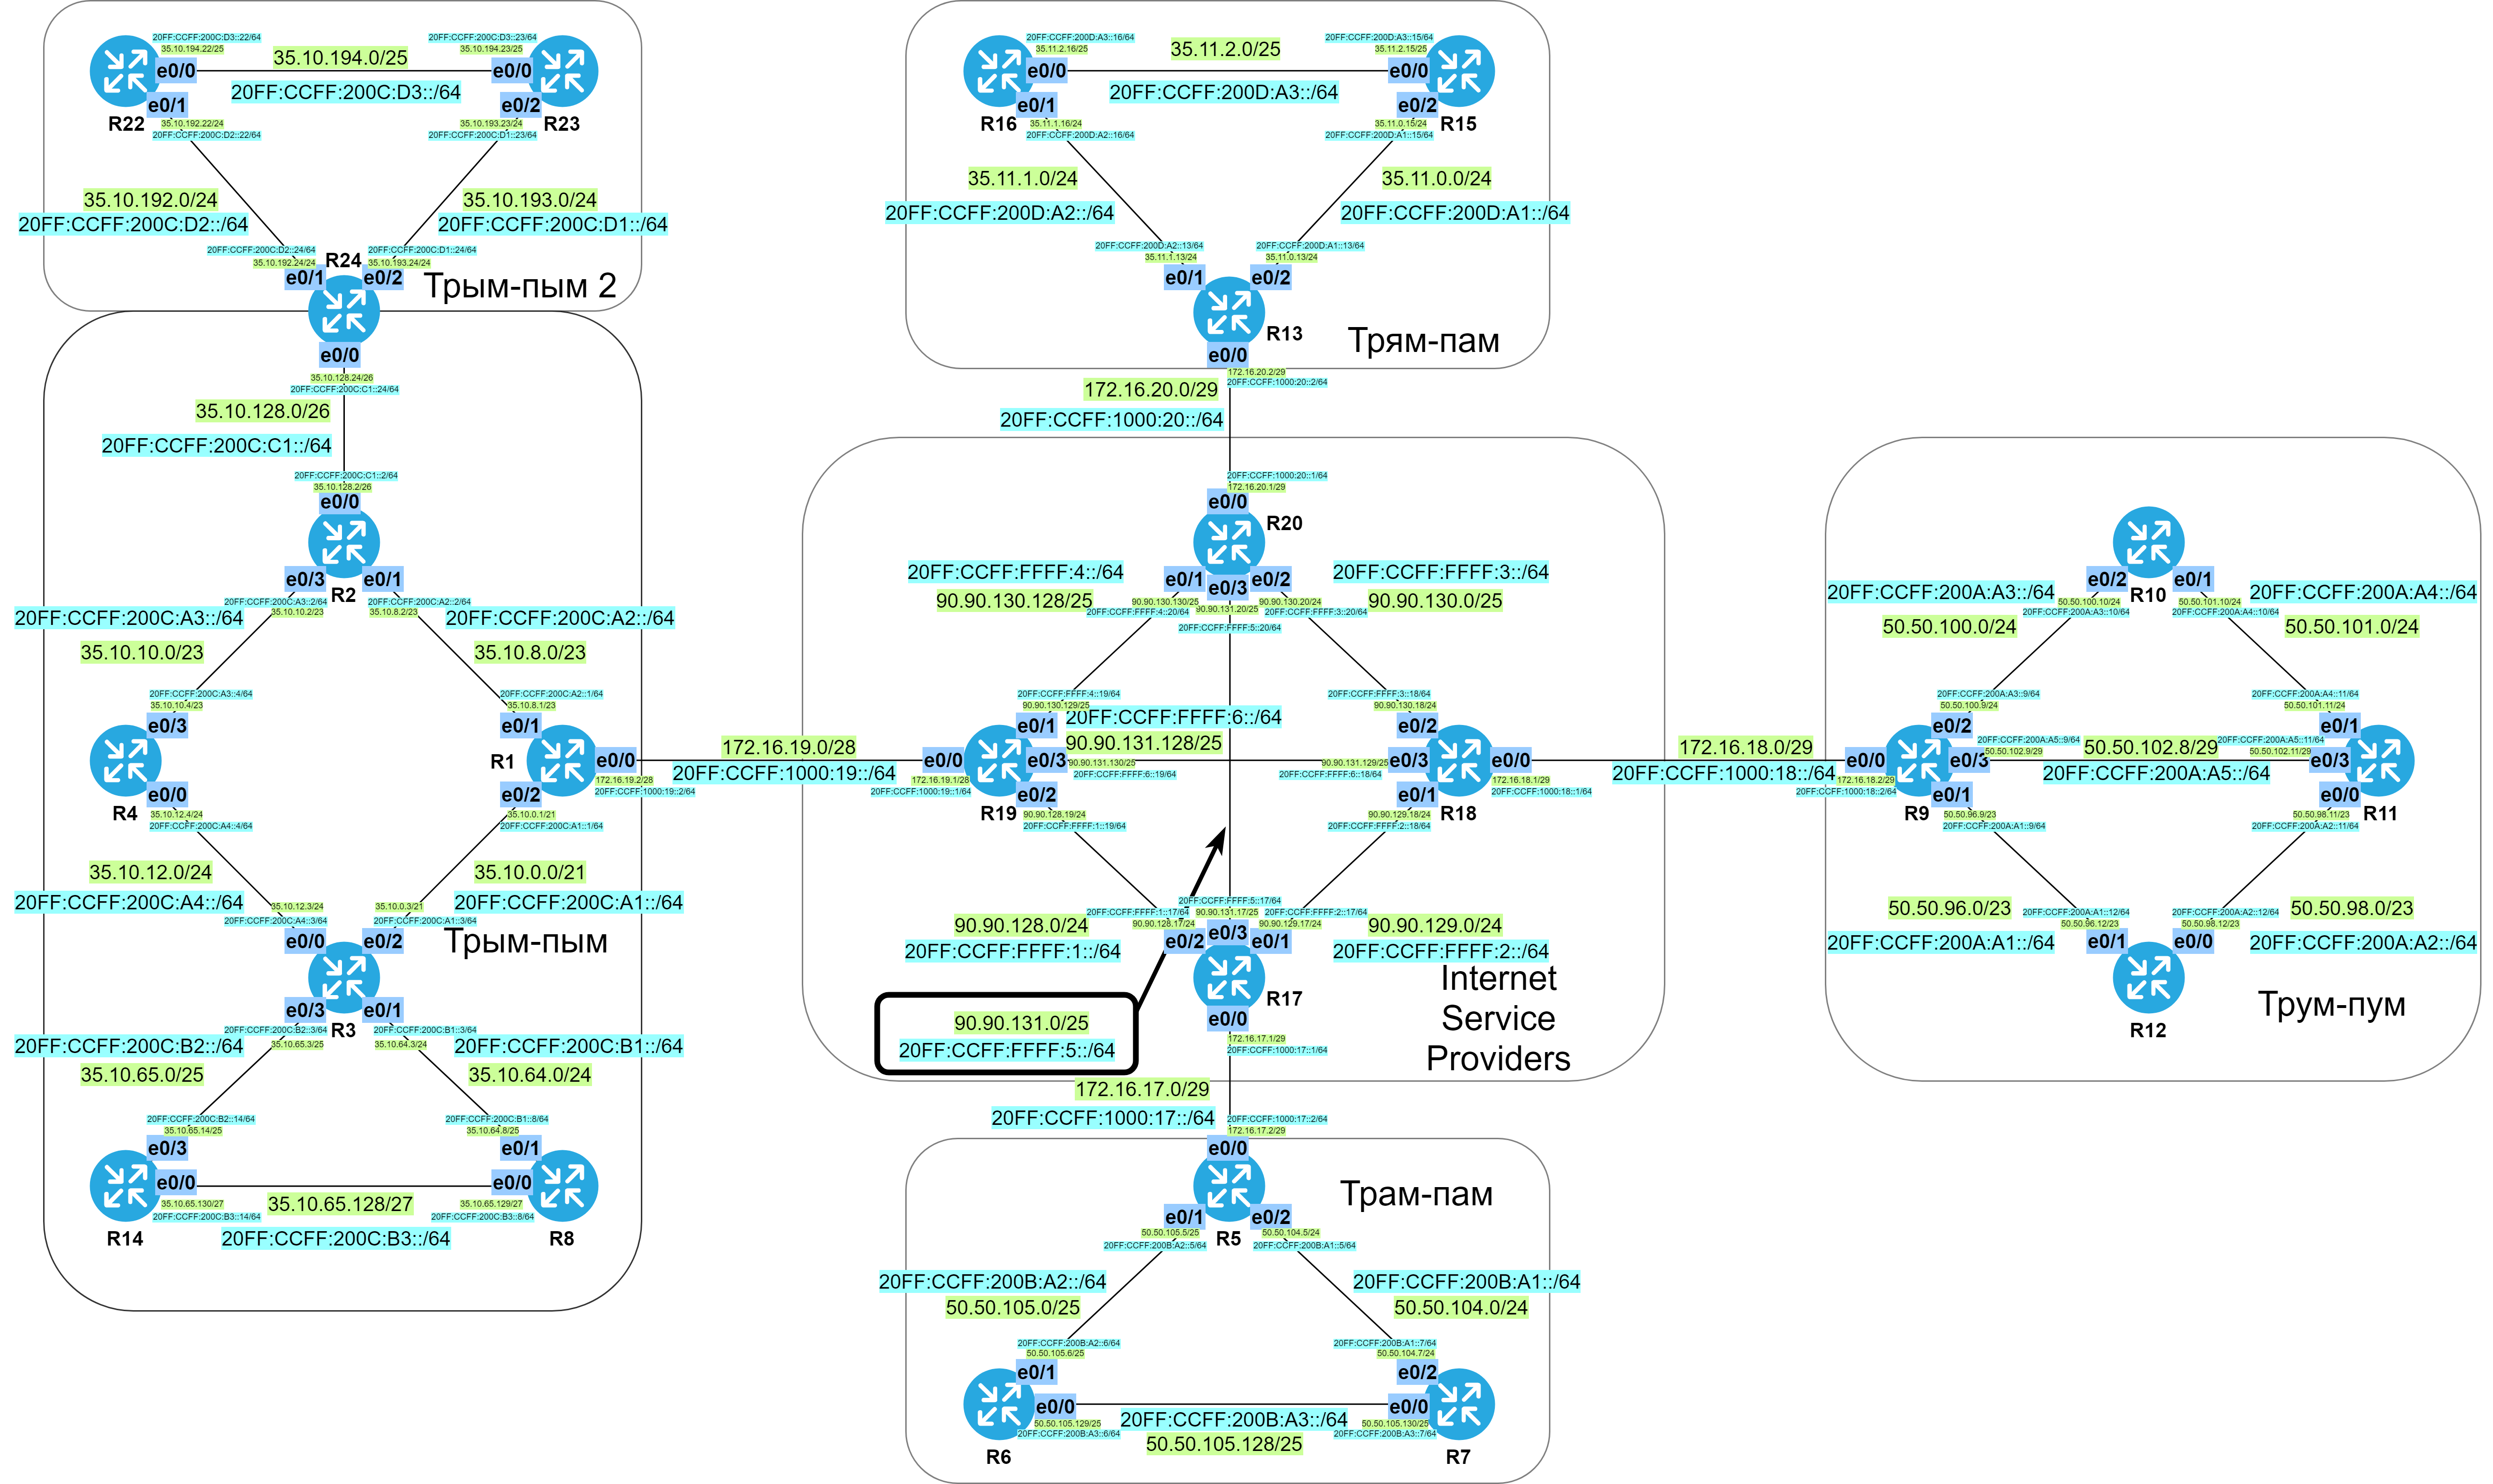 20FF:CCFF:200C:D3::22/64
35.10.194.22/25
35.10.194.0/25
20FF:CCFF:200C:D3::23/64
35.10.194.23/25
e0/0
e0/0
20FF:CCFF:200C:D3::/64
e0/1
e0/2
R22
R23
35.10.192.22/24
20FF:CCFF:200C:D2::22/64
35.10.193.23/24
20FF:CCFF:200C:D1::23/64
35.10.192.0/24
20FF:CCFF:200C:D2::/64
35.10.193.0/24
20FF:CCFF:200C:D1::/64
20FF:CCFF:200C:D2::24/64
35.10.192.24/24
R24
20FF:CCFF:200C:D1::24/64
35.10.193.24/24
e0/1
e0/2
Трым-пым 2
e0/0
35.10.128.24/26
20FF:CCFF:200C:C1::24/64
35.10.128.0/26
20FF:CCFF:200C:C1::/64
20FF:CCFF:200C:C1::2/64
35.10.128.2/26
e0/0
e0/3
e0/1
R2
20FF:CCFF:200C:A3::2/64
35.10.10.2/23
20FF:CCFF:200C:A2::2/64
35.10.8.2/23
20FF:CCFF:200C:A3::/64
35.10.10.0/23
20FF:CCFF:200C:A2::/64
35.10.8.0/23
20FF:CCFF:200C:A3::4/64
35.10.10.4/23
e0/3
20FF:CCFF:200C:A2::1/64
35.10.8.1/23
e0/1
R1
e0/0
R4
e0/0
35.10.12.4/24
20FF:CCFF:200C:A4::4/64
e0/2
35.10.0.1/21
20FF:CCFF:200C:A1::1/64
172.16.19.2/28
20FF:CCFF:1000:19::2/64
35.10.12.0/24
20FF:CCFF:200C:A4::/64
35.10.0.0/21
20FF:CCFF:200C:A1::/64
35.10.12.3/24
20FF:CCFF:200C:A4::3/64
35.10.0.3/21
20FF:CCFF:200C:A1::3/64
e0/0
e0/2
Трым-пым
e0/3
e0/1
R3
20FF:CCFF:200C:B2::3/64
35.10.65.3/25
20FF:CCFF:200C:B1::3/64
35.10.64.3/24
20FF:CCFF:200C:B2::/64
35.10.65.0/25
20FF:CCFF:200C:B1::/64
35.10.64.0/24
20FF:CCFF:200C:B2::14/64
35.10.65.14/25
e0/3
20FF:CCFF:200C:B1::8/64
35.10.64.8/25
e0/1
e0/0
e0/0
35.10.65.130/27
20FF:CCFF:200C:B3::14/64
35.10.65.128/27
35.10.65.129/27
20FF:CCFF:200C:B3::8/64
R14
20FF:CCFF:200C:B3::/64
R8
172.16.19.0/28
20FF:CCFF:1000:19::/64
20FF:CCFF:200D:A3::16/64
35.11.2.16/25
35.11.2.0/25
20FF:CCFF:200D:A3::15/64
35.11.2.15/25
e0/0
e0/0
20FF:CCFF:200D:A3::/64
e0/1
e0/2
R16
R15
35.11.1.16/24
20FF:CCFF:200D:A2::16/64
35.11.0.15/24
20FF:CCFF:200D:A1::15/64
35.11.1.0/24
20FF:CCFF:200D:A2::/64
35.11.0.0/24
20FF:CCFF:200D:A1::/64
20FF:CCFF:200D:A2::13/64
35.11.1.13/24
20FF:CCFF:200D:A1::13/64
35.11.0.13/24
e0/1
e0/2
R13
Трям-пам
e0/0
172.16.20.2/29
20FF:CCFF:1000:20::2/64
172.16.20.0/29
20FF:CCFF:1000:20::/64
20FF:CCFF:1000:20::1/64
172.16.20.1/29
e0/0
R20
e0/1
e0/3
e0/2
20FF:CCFF:FFFF:4::/64
90.90.130.128/25
90.90.130.130/25
20FF:CCFF:FFFF:4::20/64
90.90.131.20/25
20FF:CCFF:FFFF:5::20/64
90.90.130.20/24
20FF:CCFF:FFFF:3::20/64
20FF:CCFF:FFFF:3::/64
90.90.130.0/25
20FF:CCFF:FFFF:4::19/64
90.90.130.129/25
e0/1
20FF:CCFF:FFFF:6::/64
90.90.131.128/25
20FF:CCFF:FFFF:3::18/64
90.90.130.18/24
e0/2
e0/0
e0/3
90.90.131.130/25
20FF:CCFF:FFFF:6::19/64
90.90.131.129/25
20FF:CCFF:FFFF:6::18/64
e0/3
e0/0
172.16.19.1/28
20FF:CCFF:1000:19::1/64
R19
e0/2
90.90.128.19/24
20FF:CCFF:FFFF:1::19/64
e0/1
90.90.129.18/24
20FF:CCFF:FFFF:2::18/64
R18
172.16.18.1/29
20FF:CCFF:1000:18::1/64
90.90.128.0/24
20FF:CCFF:FFFF:1::/64
20FF:CCFF:FFFF:1::17/64
90.90.128.17/24
20FF:CCFF:FFFF:5::17/64
90.90.131.17/25
20FF:CCFF:FFFF:2::17/64
90.90.129.17/24
90.90.129.0/24
20FF:CCFF:FFFF:2::/64
e0/2
e0/3
e0/1
R17
e0/0
Internet
Service
Providers
90.90.131.0/25
20FF:CCFF:FFFF:5::/64
172.16.17.1/29
20FF:CCFF:1000:17::1/64
172.16.17.0/29
20FF:CCFF:1000:17::/64
20FF:CCFF:1000:17::2/64
172.16.17.2/29
e0/0
Трам-пам
e0/1
e0/2
R5
50.50.105.5/25
20FF:CCFF:200B:A2::5/64
50.50.104.5/24
20FF:CCFF:200B:A1::5/64
20FF:CCFF:200B:A2::/64
50.50.105.0/25
20FF:CCFF:200B:A1::/64
50.50.104.0/24
20FF:CCFF:200B:A2::6/64
50.50.105.6/25
e0/1
20FF:CCFF:200B:A1::7/64
50.50.104.7/24
e0/2
e0/0
e0/0
50.50.105.129/25
20FF:CCFF:200B:A3::6/64
20FF:CCFF:200B:A3::/64
50.50.105.128/25
50.50.105.130/25
20FF:CCFF:200B:A3::7/64
R6
R7
172.16.18.0/29
20FF:CCFF:1000:18::/64
R10
e0/2
e0/1
20FF:CCFF:200A:A3::/64
50.50.100.0/24
50.50.100.10/24
20FF:CCFF:200A:A3::10/64
50.50.101.10/24
20FF:CCFF:200A:A4::10/64
20FF:CCFF:200A:A4::/64
50.50.101.0/24
20FF:CCFF:200A:A3::9/64
50.50.100.9/24
e0/2
20FF:CCFF:200A:A4::11/64
50.50.101.11/24
e0/1
20FF:CCFF:200A:A5::9/64
50.50.102.9/29
50.50.102.8/29
20FF:CCFF:200A:A5::/64
20FF:CCFF:200A:A5::11/64
50.50.102.11/29
e0/0
e0/3
e0/3
172.16.18.2/29
20FF:CCFF:1000:18::2/64
R9
e0/1
50.50.96.9/23
20FF:CCFF:200A:A1::9/64
e0/0
50.50.98.11/23
20FF:CCFF:200A:A2::11/64
R11
50.50.96.0/23
20FF:CCFF:200A:A1::/64
20FF:CCFF:200A:A1::12/64
50.50.96.12/23
20FF:CCFF:200A:A2::12/64
50.50.98.12/23
50.50.98.0/23
20FF:CCFF:200A:A2::/64
e0/1
e0/0
R12
Трум-пум